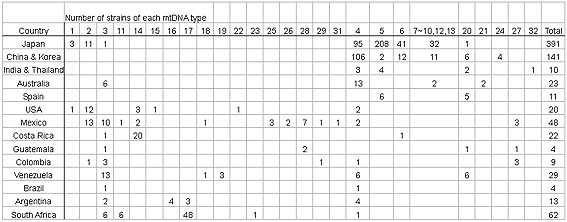 Number of strains of each mtDNA type
Country 1 2 3 11 14 15 16 17 18 19 22 23 25 26 28 29 31 4 5 6 7~10,12,13 20 21 24 27 32 Total
Japan 3 11 1 95 208 41 32 1 391
China & Korea 106 2 12 11 6 4 141
India & Thailand 3 4 2 1 10
Australia 6 13 2 2 23
Spain 6 5 11
USA 1 12 3 1 1 2 20
Mexico 13 10 1 2 1 3 2 7 1 1 2 3 48
Costa Rica 1 20 1 22
Guatemala 1 2 1 1 4
Colombia 1 3 1 1 3 9
Venezuela 13 1 3 6 6 29
Brazil 1 1 4
Argentina 2 4 3 4 13
South Africa 6 6 48 1 1 62